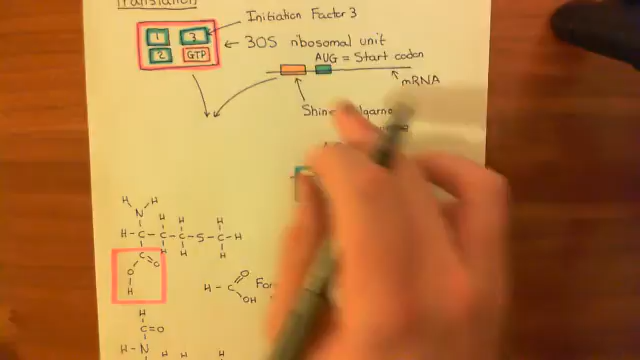 Translation
Initiation Factor 3
1 3
2 GTP
30S ribosomal unit
AUG = Start codon
mRNA
H H
N H H H
H-C-C-C-S-C-H
C H H H
O O
H
H-C
O
OH
H
C=O
H-N